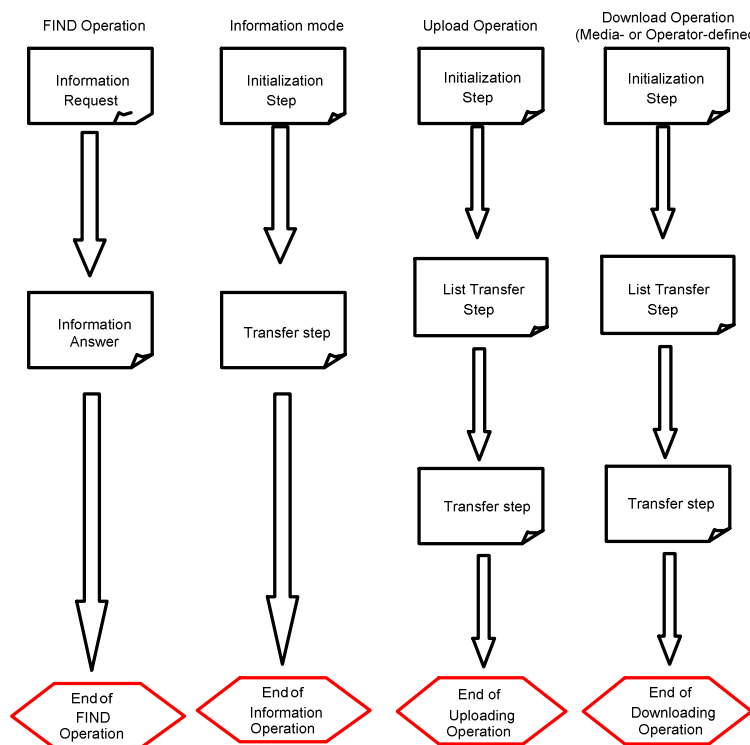 FIND Operation
Information
Request
Information
Answer
End of
FIND
Operation
Information mode
Initialization
Step
Transfer step
End of
Information
Operation
Upload Operation
Initialization
Step
List Transfer
Step
Transfer step
End of
Uploading
Operation
Download Operation
(Media- or Operator-defined
Initialization
Step
List Transfer
Step
Transfer step
End of
Downloading
Operation